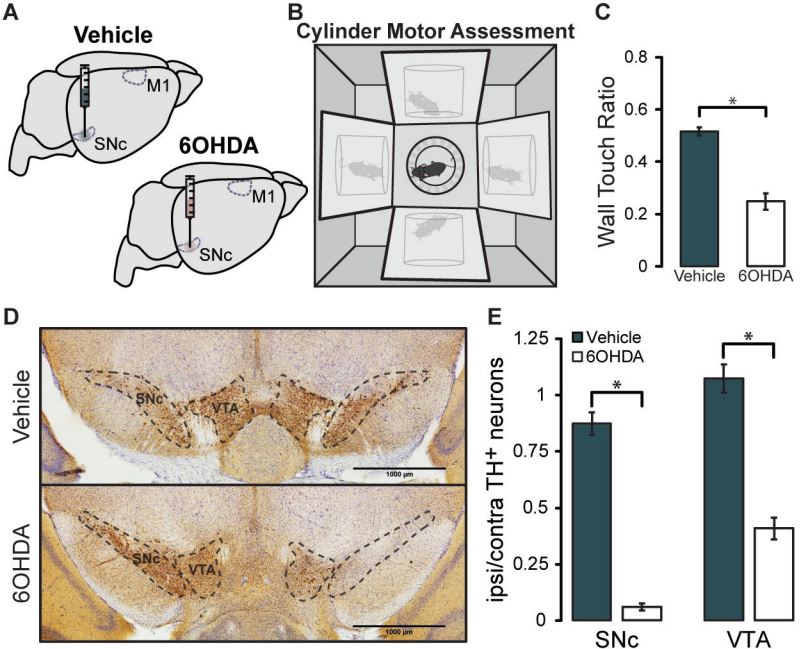 A
Vehicle
M1
SNc
6OHDA
M1
SNc
B
Cylinder Motor Assessment
C
Wall Touch Ratio
0.8
0.6
0.4
0.2
0
*
Vehicle
6OHDA
D
Vehicle
SNc
VTA
1000 µm
6OHDA
SNc
VTA
1000 µm
E
ipsi/contra TH+ neurons
1.25
1
0.75
0.5
0.25
0
Vehicle
6OHDA
*
*
SNc
VTA